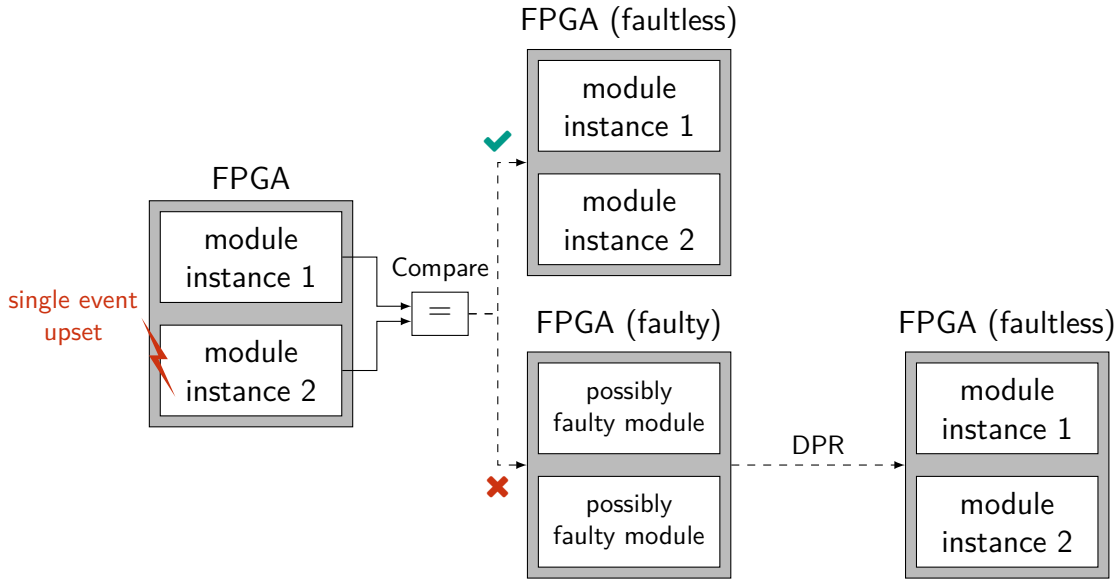 FPGA
module
instance 1
module
instance 2
single event
upset
Compare
=
FPGA (faultless)
module
instance 1
module
instance 2
FPGA (faulty)
possibly
faulty module
possibly
faulty module
DPR
FPGA (faultless)
module
instance 1
module
instance 2